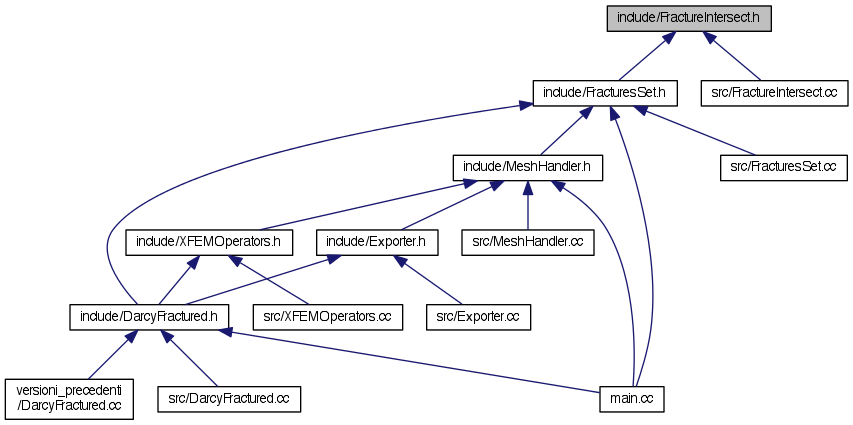 include/FractureIntersect.h
include/FracturesSet.h
src/FractureIntersect.cc
include/MeshHandler.h
src/FracturesSet.cc
include/XFEMOperators.h
include/Exporter.h
src/MeshHandler.cc
include/DarcyFractured.h
src/XFEMOperators.cc
src/Exporter.cc
versioni_precedenti
/DarcyFractured.cc
src/DarcyFractured.cc
main.cc